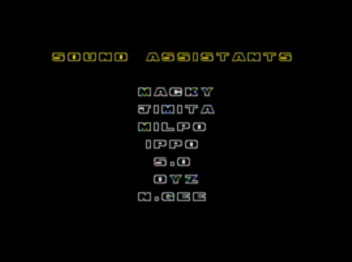 SOUND ASSISTANTS
MACKY
JIMITA
MILPO
IPPO
S.O
OYZ
N.GEE